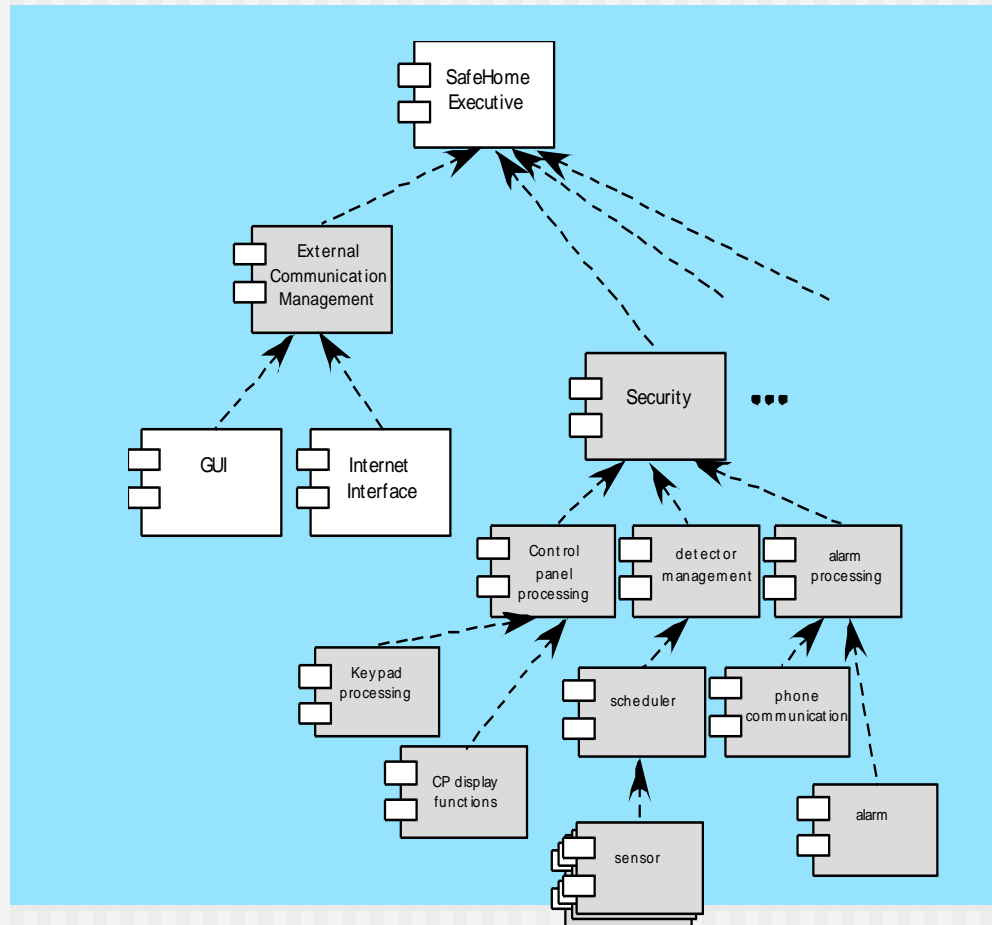 SafeHome
Executive
External
Communication
Management
Security
GUI
Internet
Interface
Control
panel
processing
detector
management
alarm
processing
Keypad
processing
scheduler
phone
communication
CP display
functions
alarm
sensor